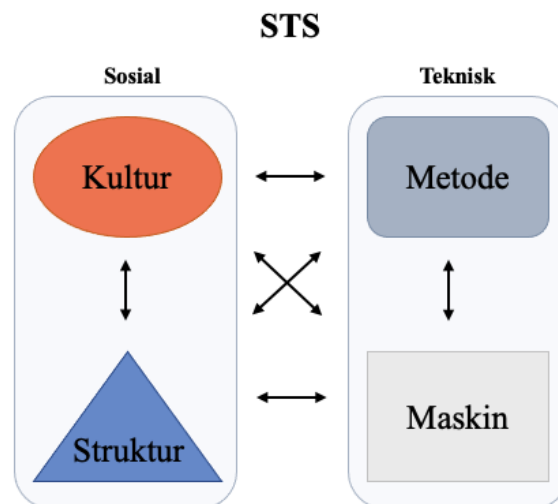 STS
Sosial
Teknisk
Kultur
Metode
Struktur
Maskin